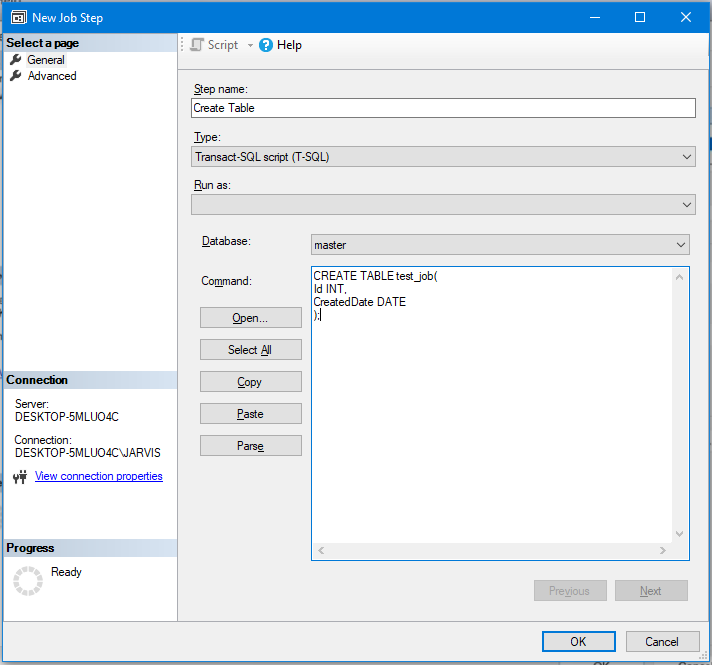 New Job Step
Select a page
General
Advanced
Script
Help
Step name:
Create Table
Type:
Transact-SQL script (T-SQL)
Run as:
Database:
master
Command:
CREATE TABLE test_job(
Id INT,
CreatedDate DATE
);
Open...
Select All
Copy
Paste
Parse
Connection
Server:
DESKTOP-5MLUO4C
Connection:
DESKTOP-5MLUO4C\JARVIS
View connection properties
Progress
Ready
Previous
Next
OK
Cancel